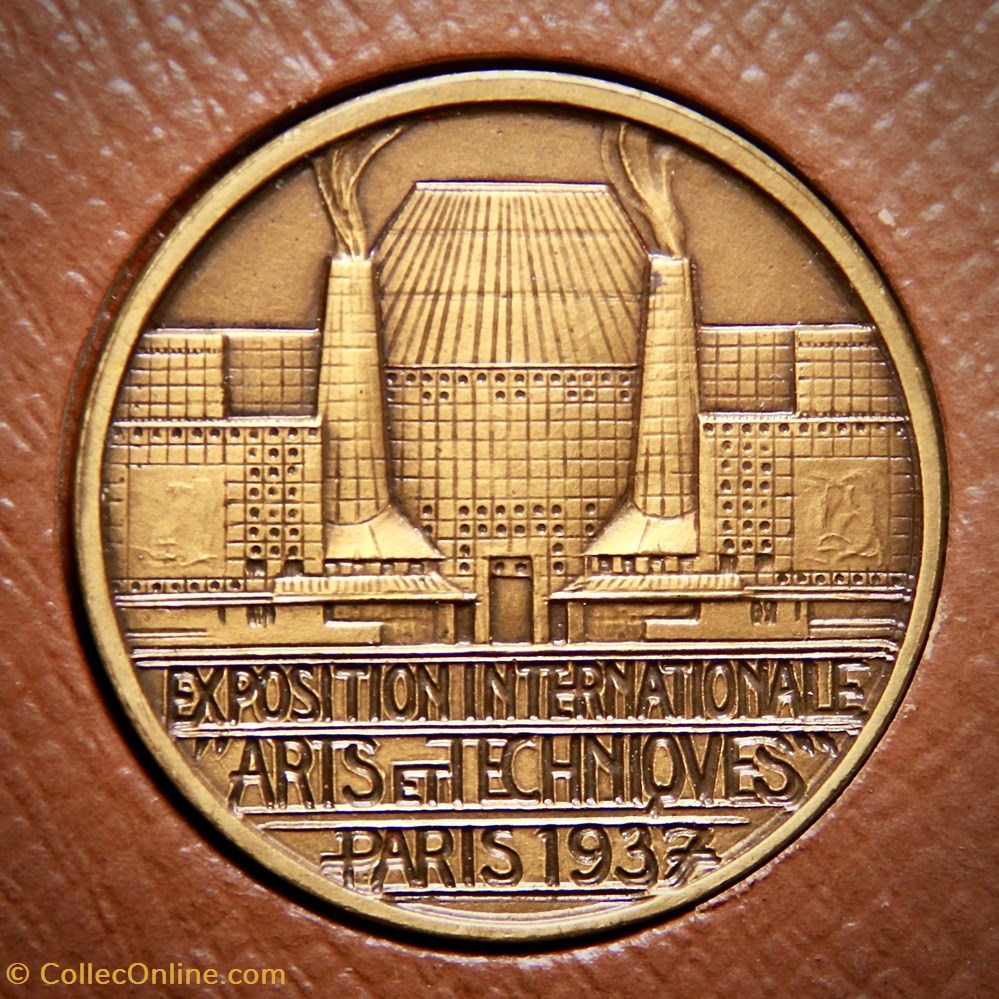 EXPOSITION INTERNATIONALE
"ARTS ET TECHNIQVES"
PARIS 1937
© CollecOnline.com